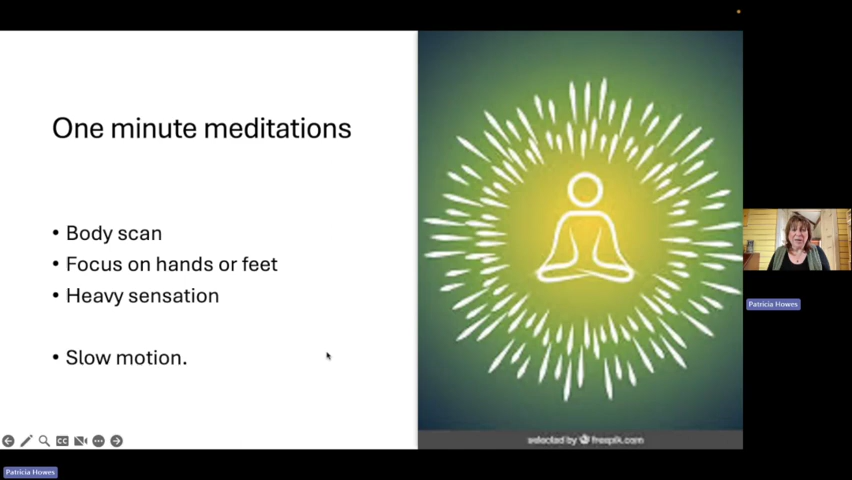 One minute meditations
• Body scan
• Focus on hands or feet
• Heavy sensation
• Slow motion.
selected by freepik.com
CC
Patricia Howes
Patricia Howes